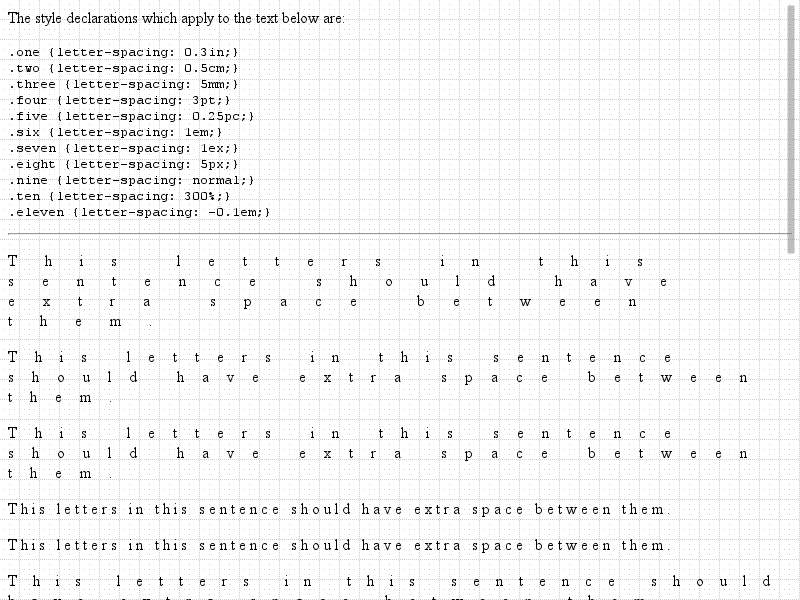 The style declarations which apply to the text below are:
.one {letter-spacing: 0.3in;}
.two {letter-spacing: 0.5cm;}
.three {letter-spacing: 5mm;}
.four {letter-spacing: 3pt;}
.five {letter-spacing: 0.25pc;}
.six {letter-spacing: 1em;}
.seven {letter-spacing: 1ex;}
.eight {letter-spacing: 5px;}
.nine {letter-spacing: normal;}
.ten {letter-spacing: 300%;}
.eleven {letter-spacing: -0.1em;}
This letters in this
sentence should have
extra space between
them.
This letters in this sentence
should have extra space between
them.
This letters in this sentence
should have extra space between
them.
This letters in this sentence should have extra space between them.
This letters in this sentence should have extra space between them.
This letters in this sentence should